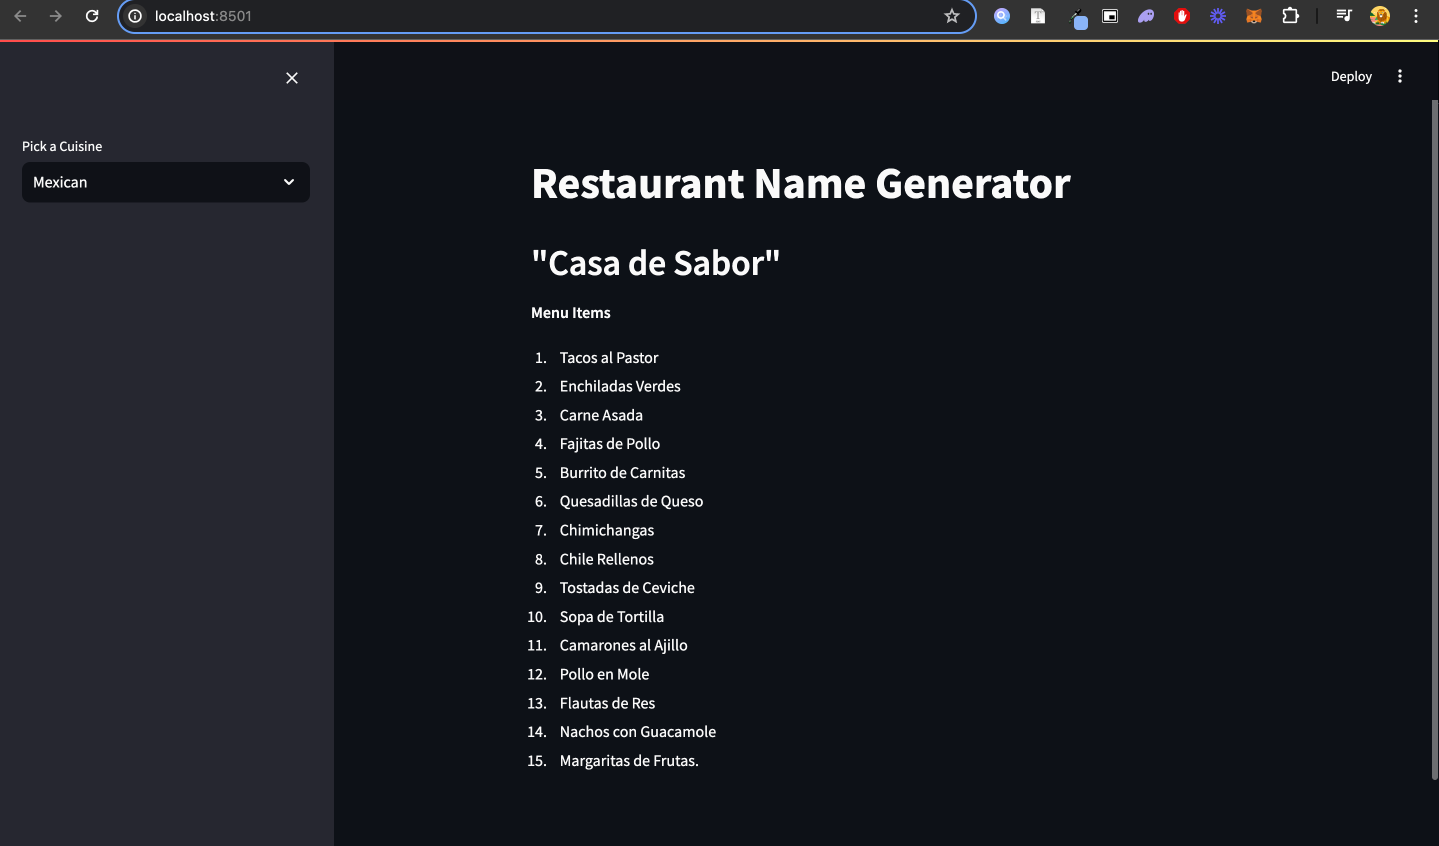 localhost:8501
Deploy
Pick a Cuisine
Mexican
Restaurant Name Generator
"Casa de Sabor"
Menu Items
1. Tacos al Pastor
2. Enchiladas Verdes
3. Carne Asada
4. Fajitas de Pollo
5. Burrito de Carnitas
6. Quesadillas de Queso
7. Chimichangas
8. Chile Rellenos
9. Tostadas de Ceviche
10. Sopa de Tortilla
11. Camarones al Ajillo
12. Pollo en Mole
13. Flautas de Res
14. Nachos con Guacamole
15. Margaritas de Frutas.